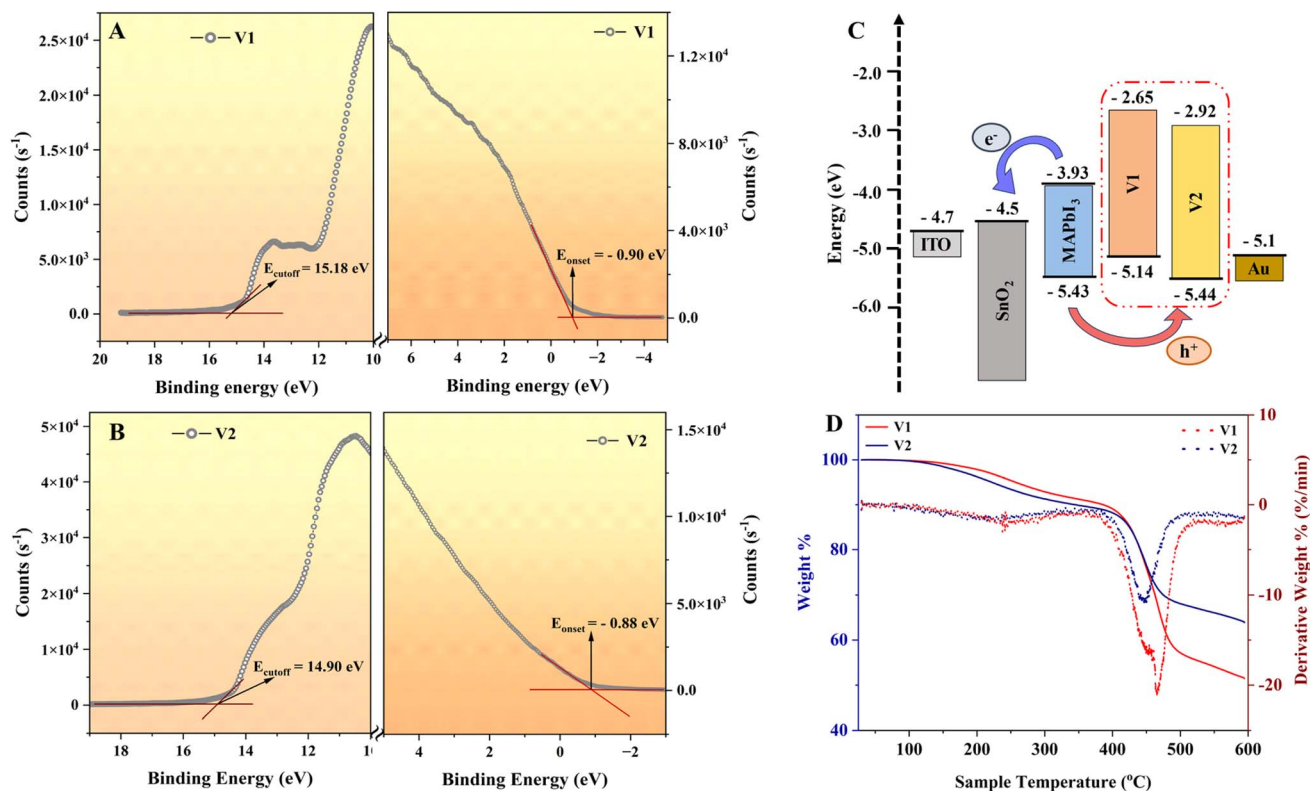 A
V1
Counts (s⁻¹)
2.5×10⁴
2.0×10⁴
1.5×10⁴
1.0×10⁴
5.0×10³
0.0
E_cutoff = 15.18 eV
20 18 16 14 12 10
Binding energy (eV)
V1
E_onset = - 0.90 eV
6 4 2 0 −2 −4
Binding energy (eV)
1.2×10⁴
8.0×10³
4.0×10³
0.0
Counts (s⁻¹)
B
V2
Counts (s⁻¹)
5×10⁴
4×10⁴
3×10⁴
2×10⁴
1×10⁴
0
E_cutoff = 14.90 eV
18 16 14 12 10
Binding Energy (eV)
V2
E_onset = - 0.88 eV
4 2 0 −2
Binding Energy (eV)
1.5×10⁴
1.0×10⁴
5.0×10³
0.0
Counts (s⁻¹)
C
Energy (eV)
-2.0
-3.0
-4.0
-5.0
-6.0
e⁻
- 4.7
ITO
- 4.5
SnO₂
- 3.93
MAPbI₃
- 5.43
- 2.65
V1
- 5.14
- 2.92
V2
- 5.44
- 5.1
Au
h⁺
D
V1
V2
V1
V2
Weight %
100
80
60
40
100 200 300 400 500 600
Sample Temperature (°C)
10
0
-10
-20
Derivative Weight % (%/min)